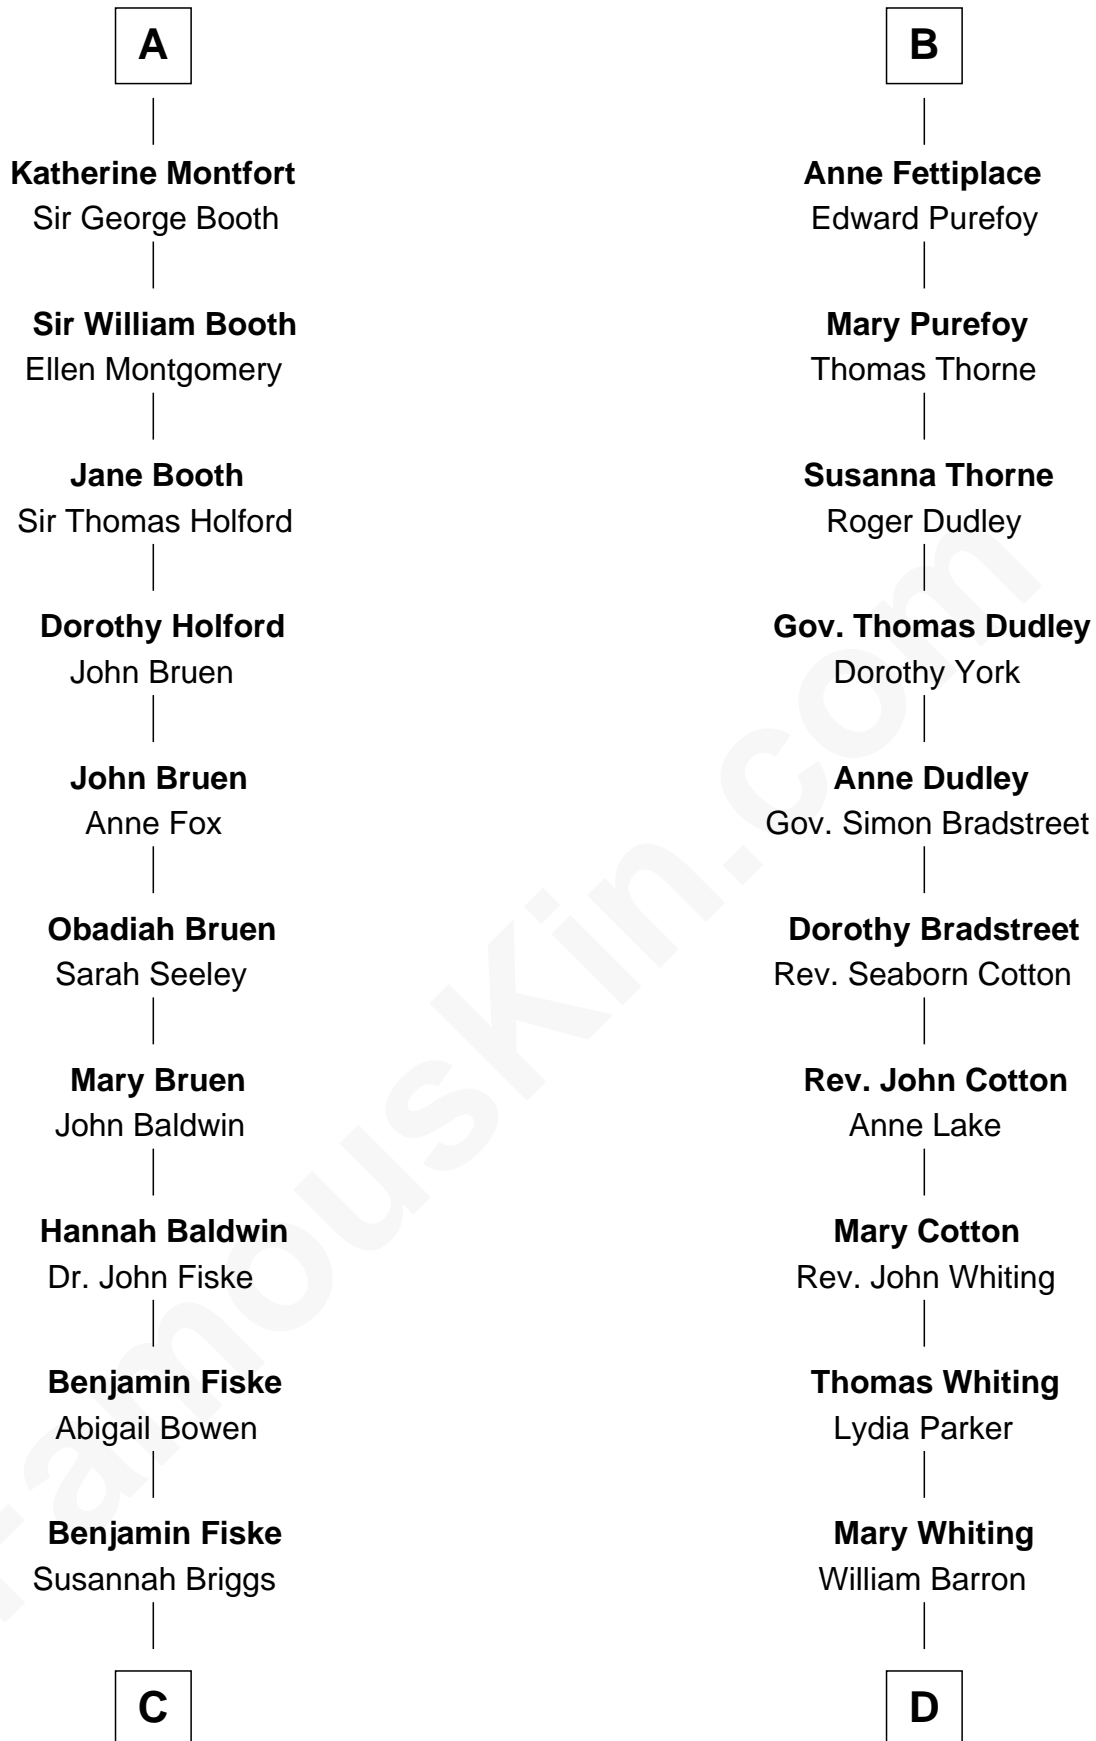 A
Katherine Montfort
Sir George Booth
Sir William Booth
Ellen Montgomery
Jane Booth
Sir Thomas Holford
Dorothy Holford
John Bruen
John Bruen
Anne Fox
Obadiah Bruen
Sarah Seeley
Mary Bruen
John Baldwin
Hannah Baldwin
Dr. John Fiske
Benjamin Fiske
Abigail Bowen
Benjamin Fiske
Susannah Briggs
C
B
Anne Fettiplace
Edward Purefoy
Mary Purefoy
Thomas Thorne
Susanna Thorne
Roger Dudley
Gov. Thomas Dudley
Dorothy York
Anne Dudley
Gov. Simon Bradstreet
Dorothy Bradstreet
Rev. Seaborn Cotton
Rev. John Cotton
Anne Lake
Mary Cotton
Rev. John Whiting
Thomas Whiting
Lydia Parker
Mary Whiting
William Barron
D
FamousKin.com